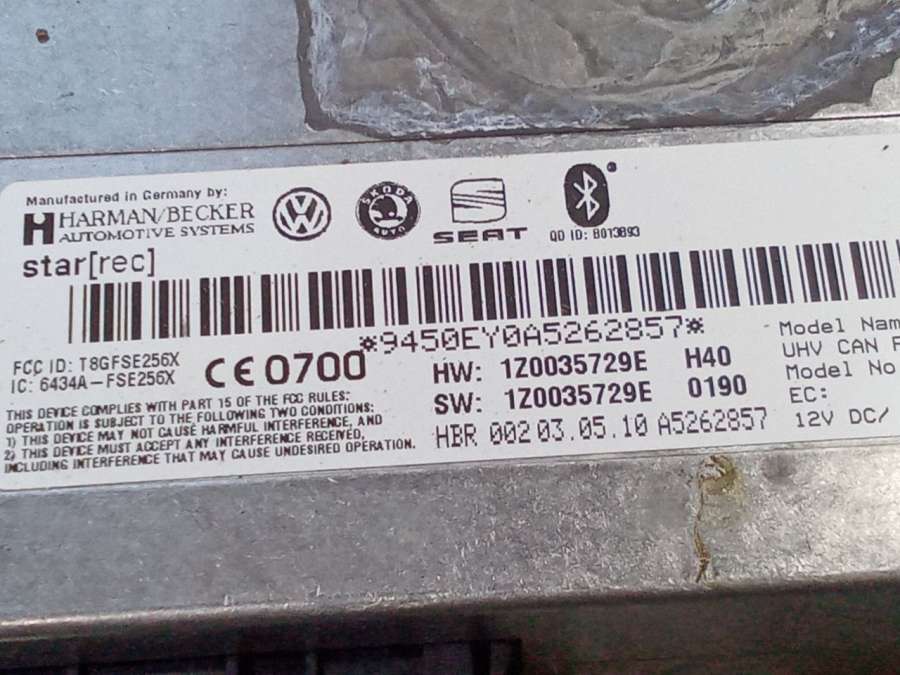 Manufactured in Germany by:
HARMAN/BECKER
AUTOMOTIVE SYSTEMS
ŠKODA
AUTO
SEAT
QD ID: B013893
star[rec]
*9450EY0A5262857*
FCC ID: T8GFSE256X
IC: 6434A-FSE256X
CE 0700
HW: 1Z0035729E H40
SW: 1Z0035729E 0190
HBR 002 03.05.10 A5262857
THIS DEVICE COMPLIES WITH PART 15 OF THE FCC RULES:
OPERATION IS SUBJECT TO THE FOLLOWING TWO CONDITIONS:
1) THIS DEVICE MAY NOT CAUSE HARMFUL INTERFERENCE, AND
2) THIS DEVICE MUST ACCEPT ANY INTERFERENCE RECEIVED,
INCLUDING INTERFERENCE THAT MAY CAUSE UNDESIRED OPERATION.
Model Nam
UHV CAN
Model No
EC:
12V DC/